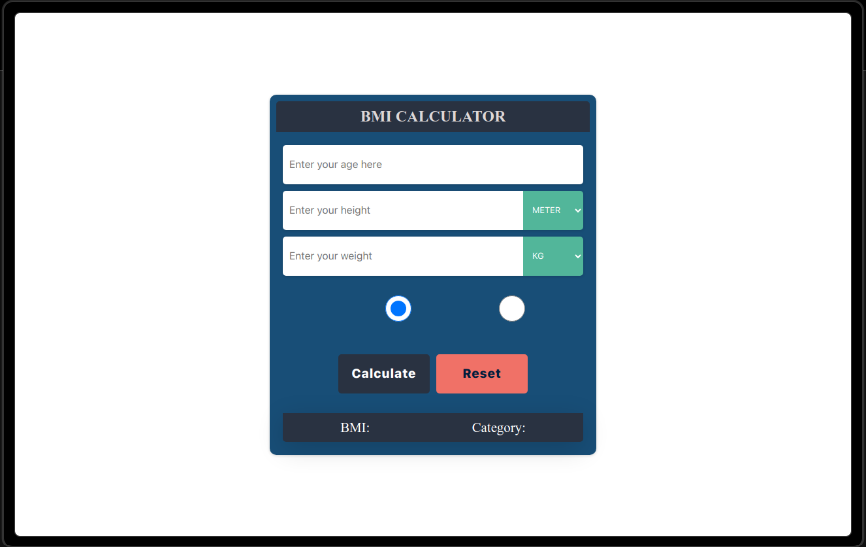 BMI CALCULATOR
Enter your age here
Enter your height METER
Enter your weight KG
Calculate Reset
BMI: Category: